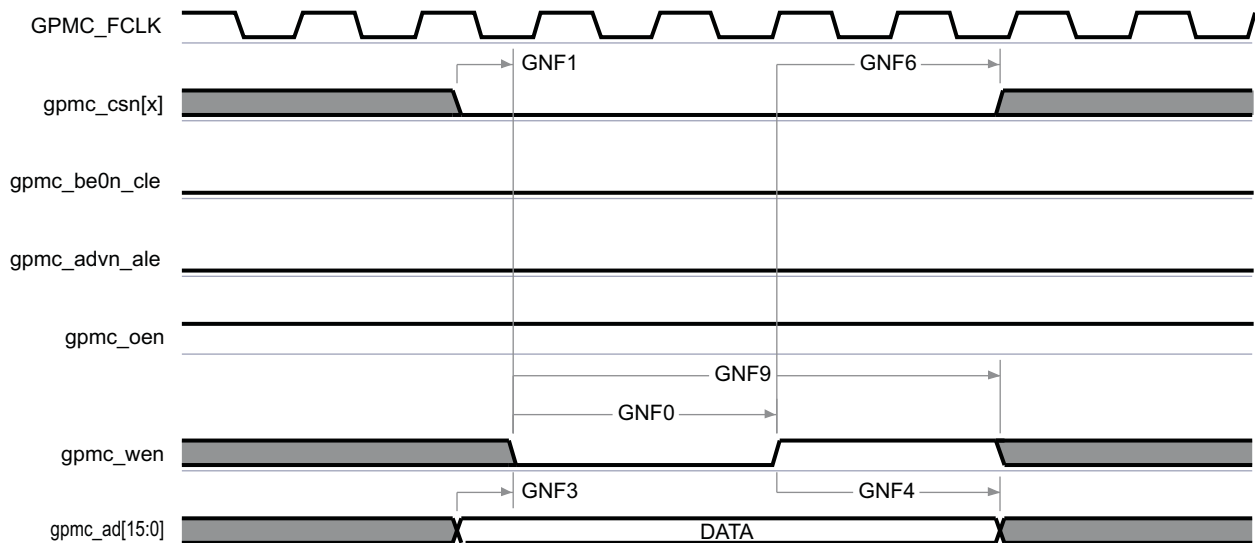 GPMC_FCLK
GNF1
GNF6
gpmc_csn[x]
gpmc_be0n_cle
gpmc_advn_ale
gpmc_oen
GNF9
GNF0
gpmc_wen
GNF3
GNF4
gpmc_ad[15:0]
DATA